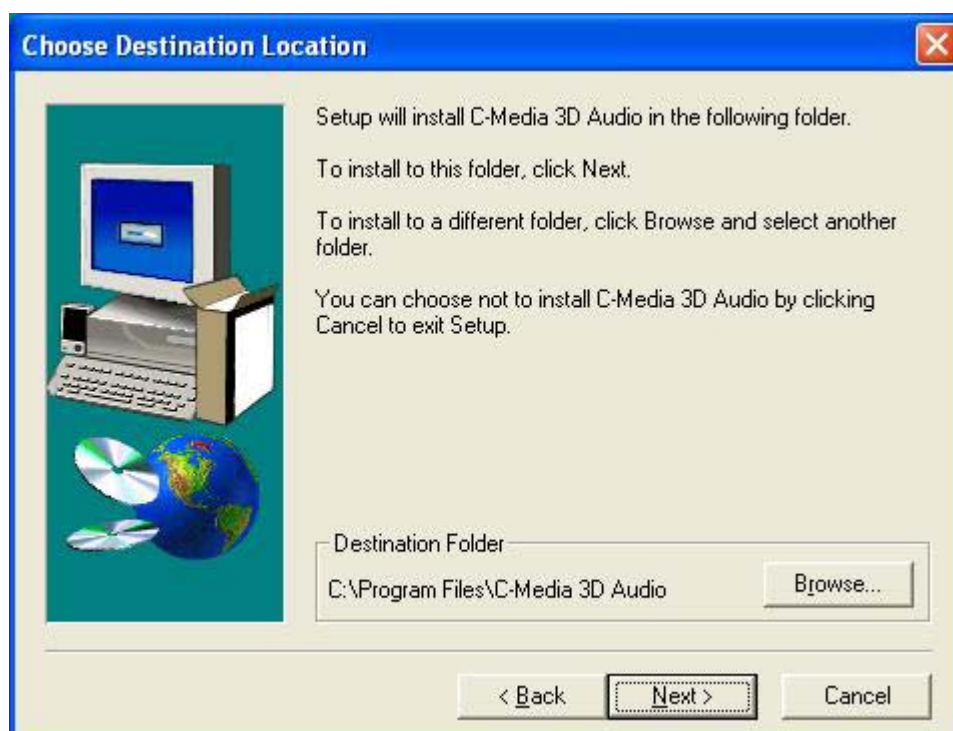 Choose Destination Location
Setup will install C-Media 3D Audio in the following folder.
To install to this folder, click Next.
To install to a different folder, click Browse and select another
folder.
You can choose not to install C-Media 3D Audio by clicking
Cancel to exit Setup.
Destination Folder
C:\Program Files\C-Media 3D Audio
Browse...
< Back
Next >
Cancel